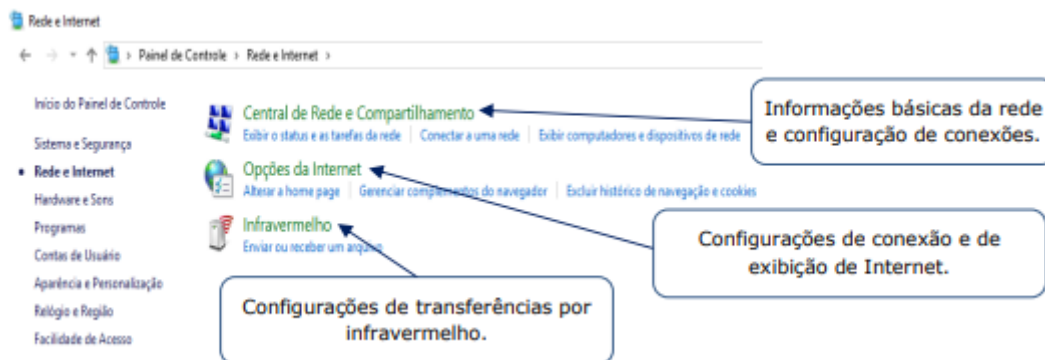 Rede e Internet
Painel de Controle › Rede e Internet ›
Início do Painel de Controle
Sistema e Segurança
Rede e Internet
Hardware e Sons
Programas
Contas de Usuário
Aparência e Personalização
Relógio e Região
Facilidade de Acesso
Central de Rede e Compartilhamento
Exibir o status e as tarefas da rede | Conectar a uma rede | Exibir computadores e dispositivos de rede
Opções da Internet
Alterar a home page | Gerenciar complementos do navegador | Excluir histórico de navegação e cookies
Infravermelho
Enviar ou receber um arquivo
Informações básicas da rede
e configuração de conexões.
Configurações de conexão e de
exibição de Internet.
Configurações de transferências por
infravermelho.